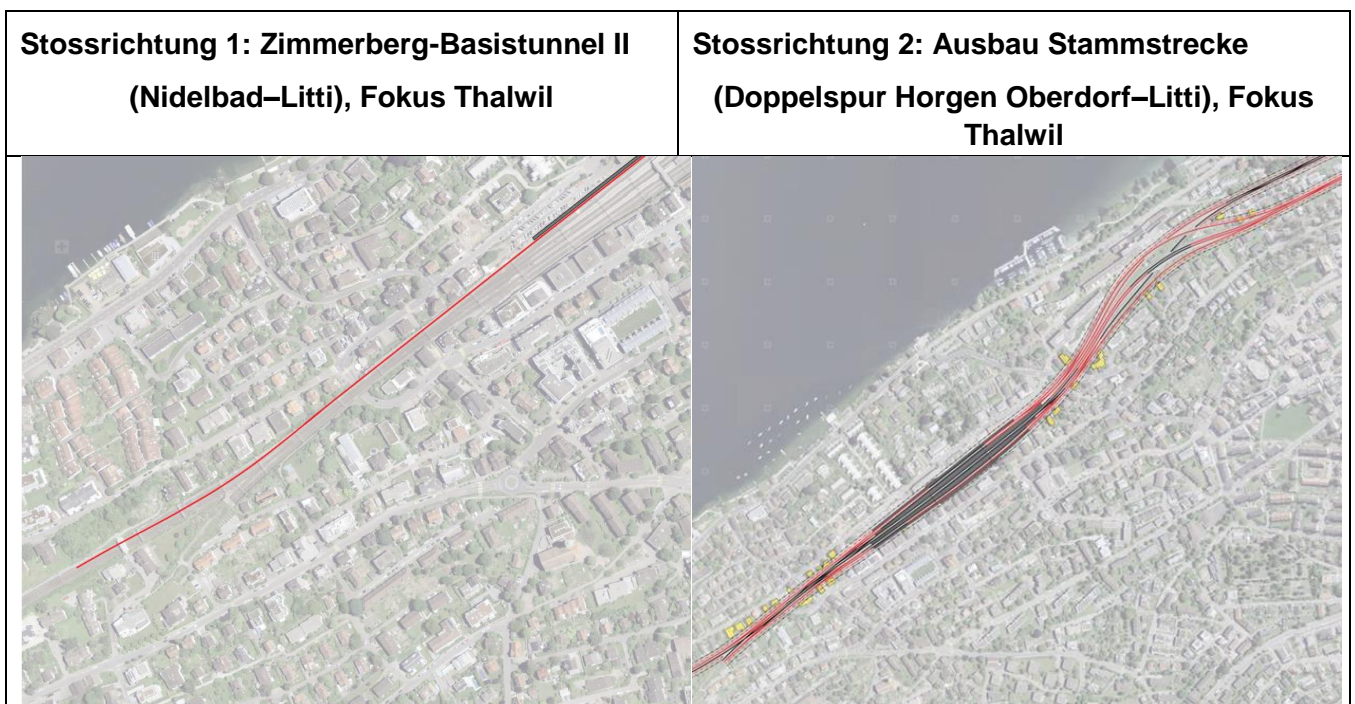 Stossrichtung 1: Zimmerberg-Basistunnel II
(Nidelbad–Litti), Fokus Thalwil
Stossrichtung 2: Ausbau Stammstrecke
(Doppelspur Horgen Oberdorf–Litti), Fokus
Thalwil